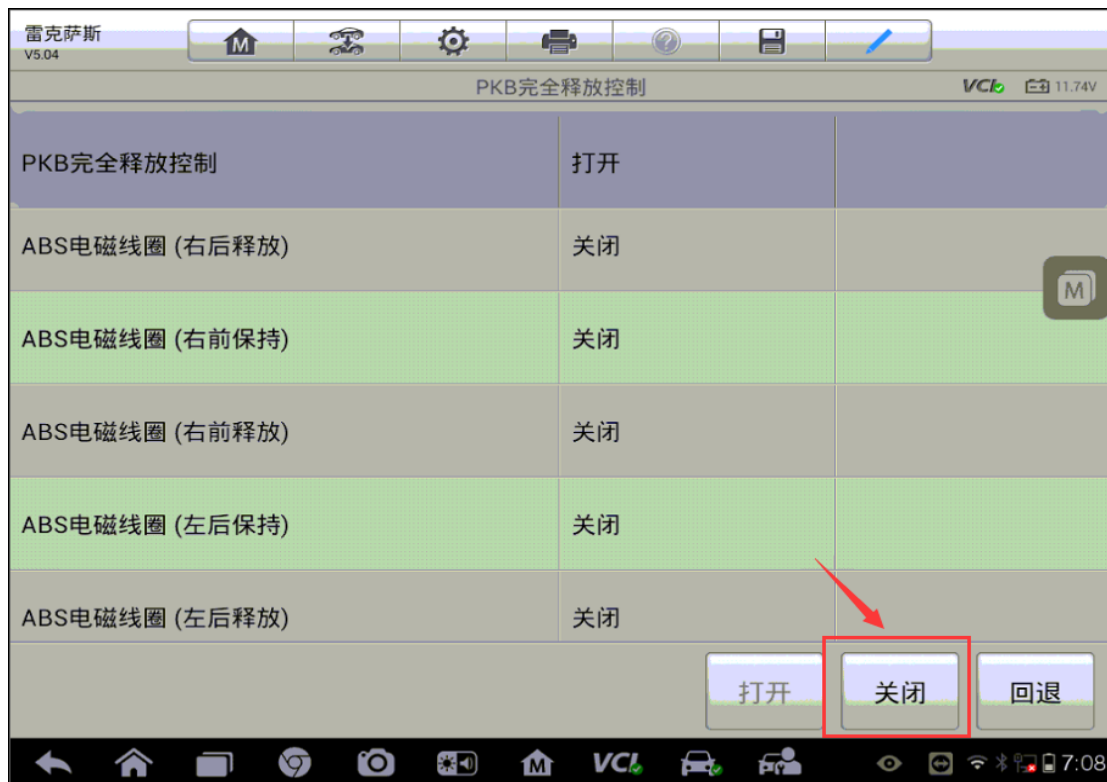 雷克萨斯
V5.04
M
?
PKB完全释放控制
VCI 11.74V
PKB完全释放控制 打开
ABS电磁线圈 (右后释放) 关闭
M
ABS电磁线圈 (右前保持) 关闭
ABS电磁线圈 (右前释放) 关闭
ABS电磁线圈 (左后保持) 关闭
ABS电磁线圈 (左后释放) 关闭
打开 关闭 回退
M VCI 7:08